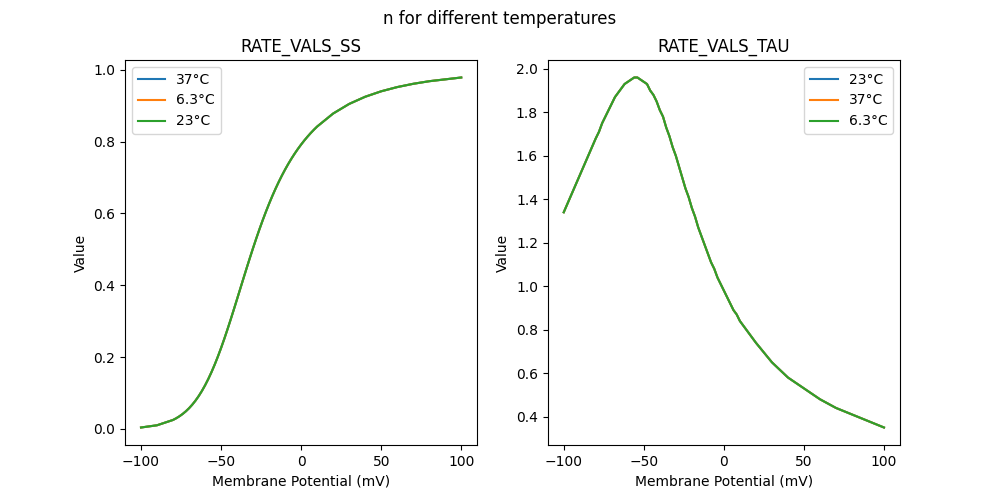 n for different temperatures
RATE_VALS_SS
1.0
0.8
0.6
0.4
0.2
0.0
Value
37°C
6.3°C
23°C
−100
−50
0
50
100
Membrane Potential (mV)
RATE_VALS_TAU
2.0
1.8
1.6
1.4
1.2
1.0
0.8
0.6
0.4
Value
23°C
37°C
6.3°C
−100
−50
0
50
100
Membrane Potential (mV)